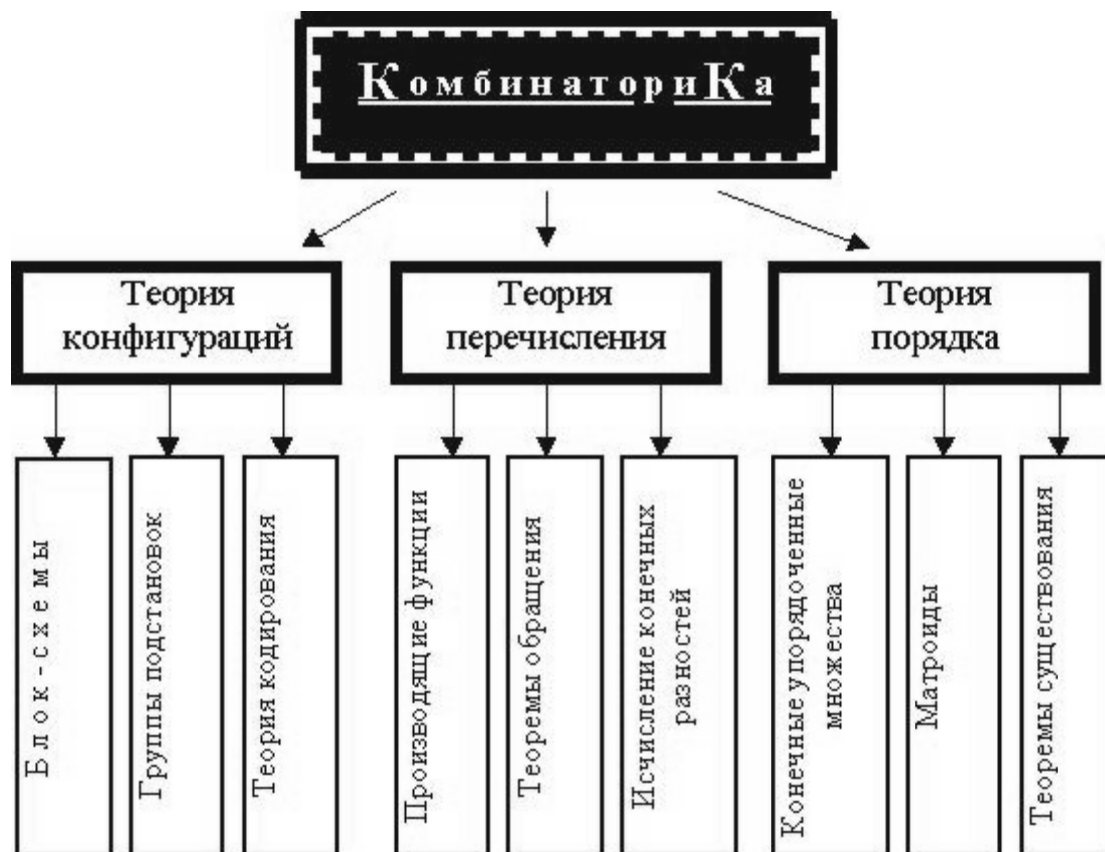 КомбинаториКа
Теория
конфигураций
Теория
перечисления
Теория
порядка
Блок-схемы
Группы подстановок
Теория кодирования
Производящие функции
Теоремы обращения
Исчисление конечных
разностей
Конечные упорядоченные
множества
Матроиды
Теоремы существования